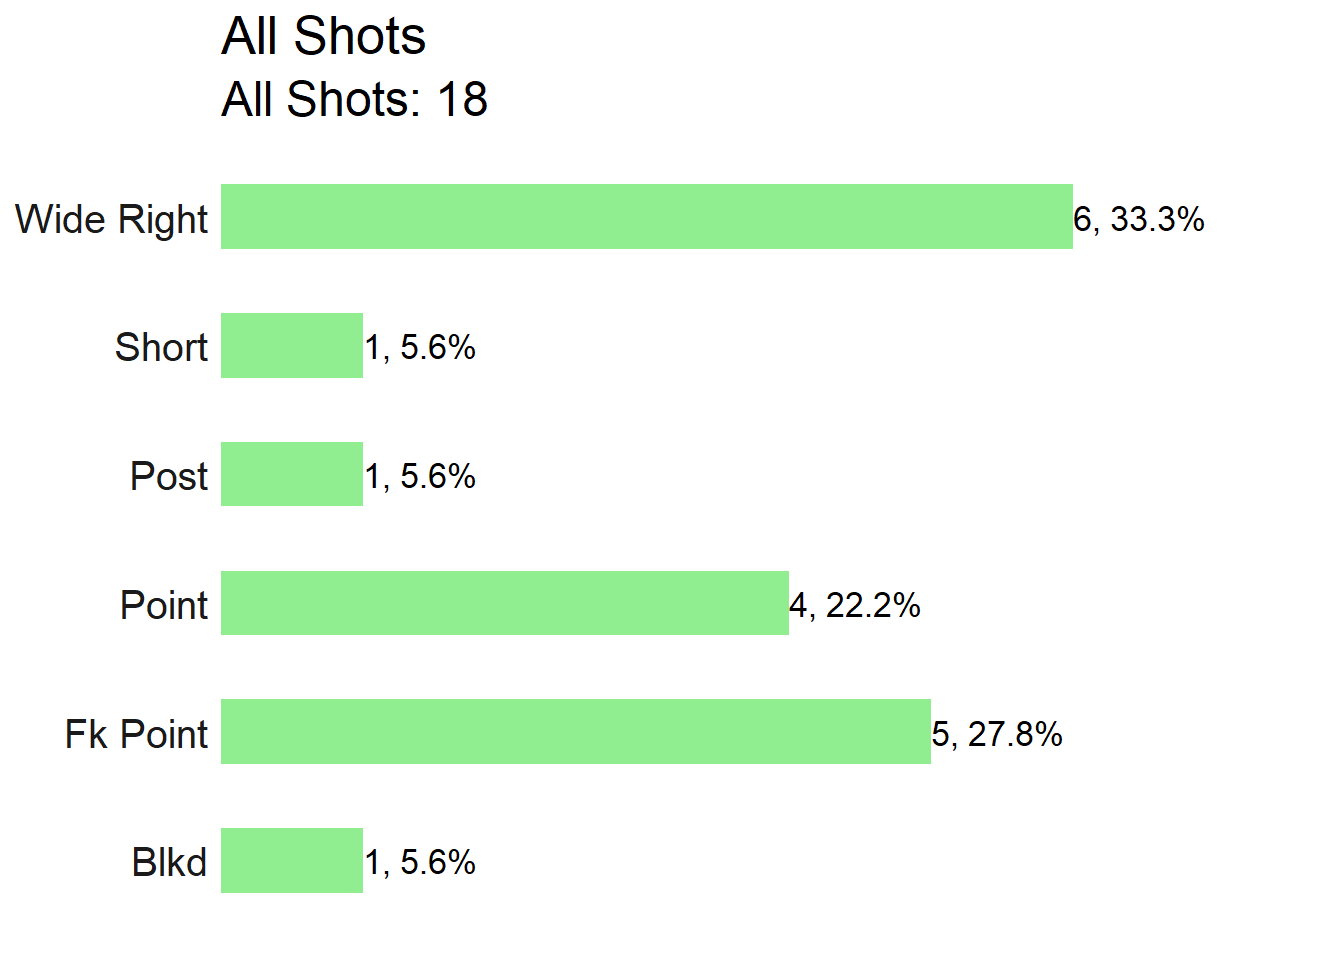 All Shots
All Shots: 18
Wide Right 6, 33.3%
Short 1, 5.6%
Post 1, 5.6%
Point 4, 22.2%
Fk Point 5, 27.8%
Blkd 1, 5.6%